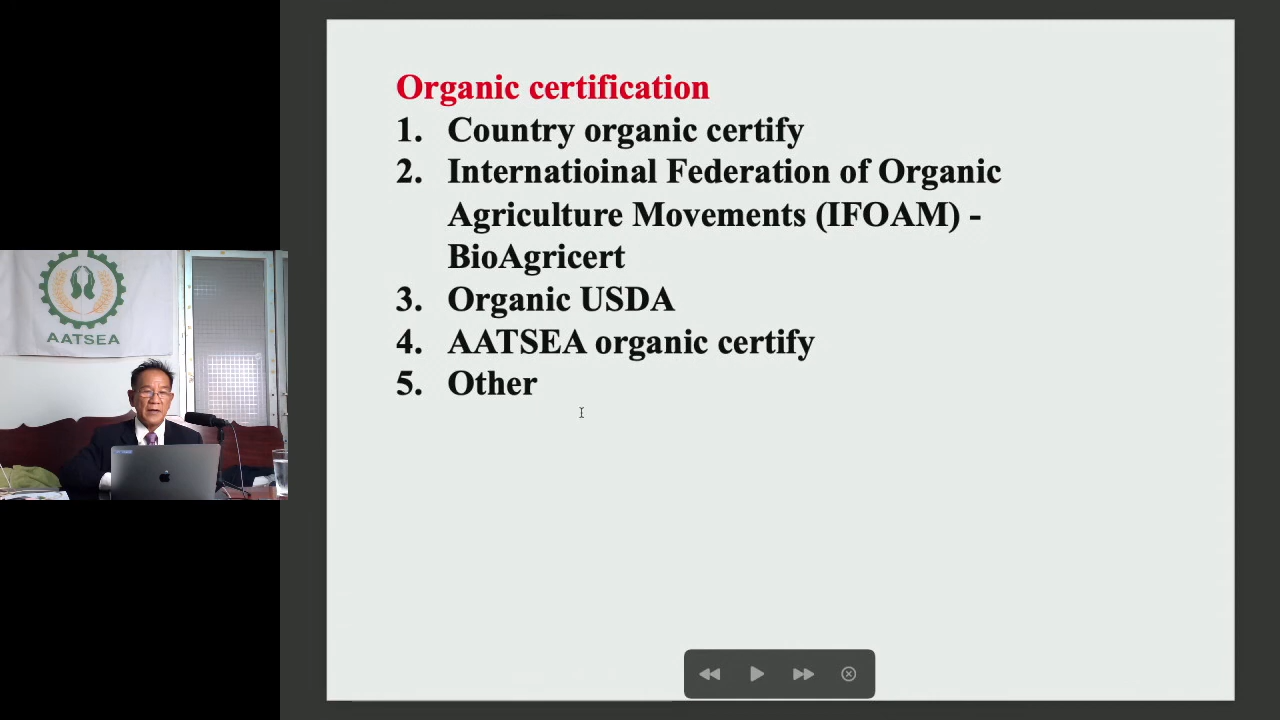 Organic certification
1. Country organic certify
2. Internatioinal Federation of Organic
Agriculture Movements (IFOAM) -
BioAgricert
3. Organic USDA
4. AATSEA organic certify
5. Other
AATSEA